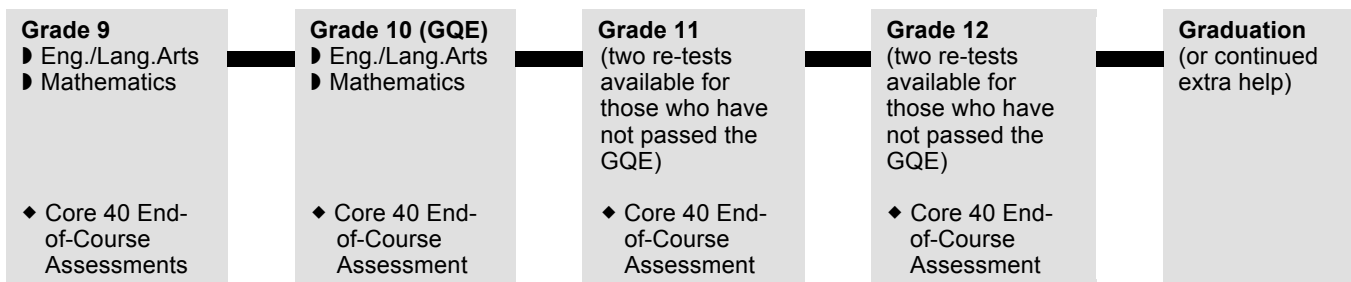 Grade 9
◗ Eng./Lang.Arts
◗ Mathematics
◆ Core 40 End-
of-Course
Assessments
Grade 10 (GQE)
◗ Eng./Lang.Arts
◗ Mathematics
◆ Core 40 End-
of-Course
Assessment
Grade 11
(two re-tests
available for
those who have
not passed the
GQE)
◆ Core 40 End-
of-Course
Assessment
Grade 12
(two re-tests
available for
those who have
not passed the
GQE)
◆ Core 40 End-
of-Course
Assessment
Graduation
(or continued
extra help)